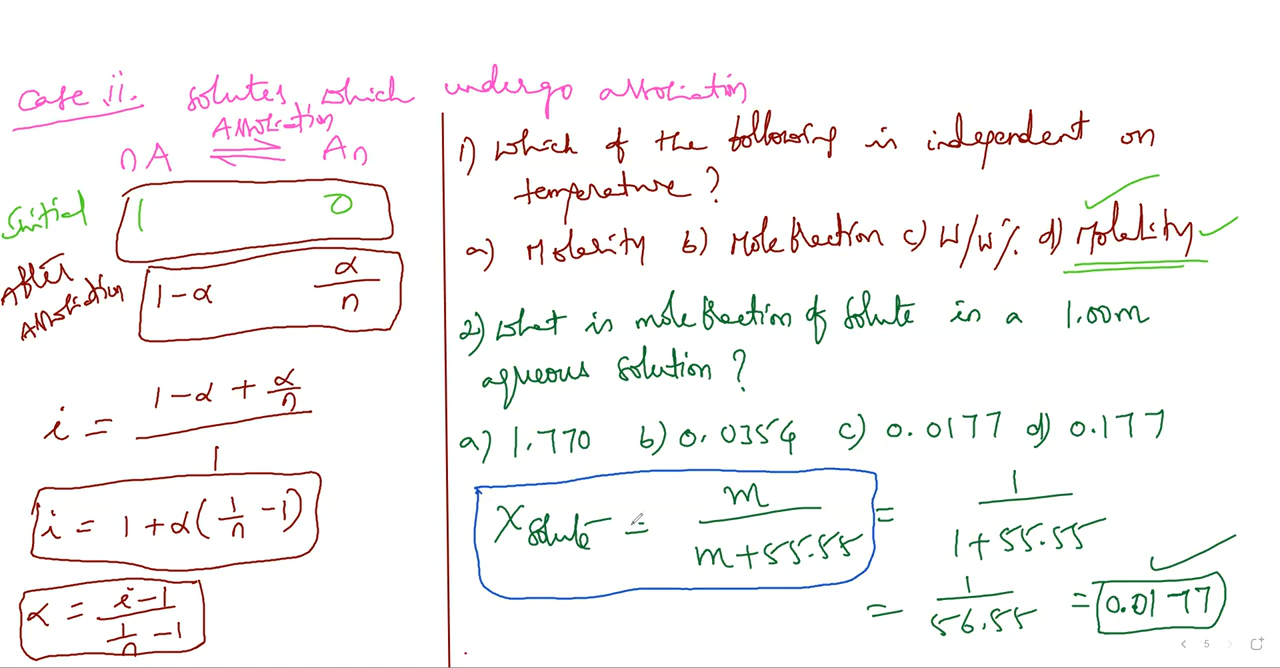 Case ii. Solutes which undergo association
Association
nA ⇌ An
Initial 1 0
After Association 1-α α/n
i = (1-α + α/n) / 1
i = 1+α(1/n -1)
α = (i-1) / (1/n -1)
1) Which of the following is independent on
temperature?
a) Molarity b) Mole fraction c) W/W% d) Molality
2) What is mole fraction of solute in a 1.00m
aqueous solution?
a) 1.770 b) 0.0354 c) 0.0177 d) 0.177
X solute = m / (m+55.55) = 1 / (1+55.55)
= 1 / 56.55 = 0.0177
5